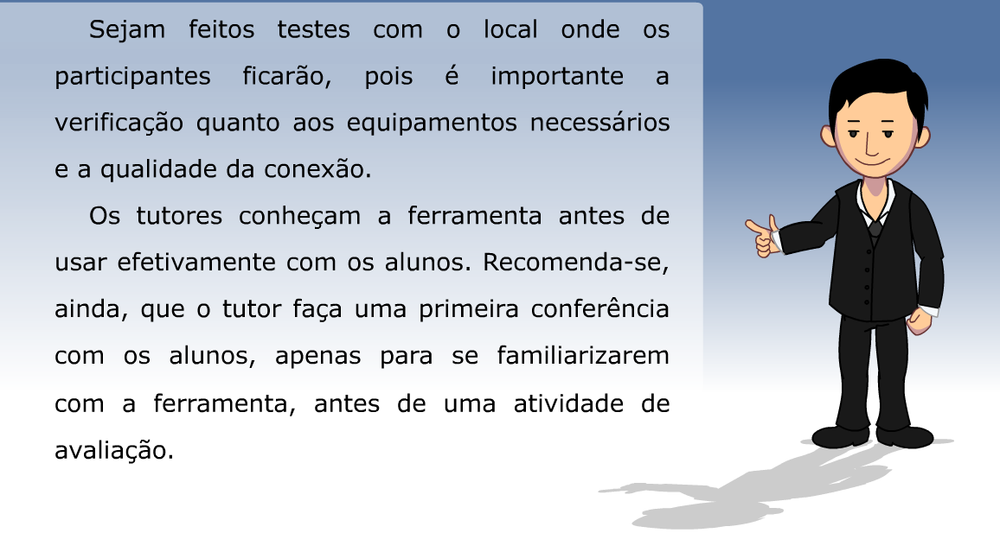 Sejam feitos testes com o local onde os
participantes ficarão, pois é importante a
verificação quanto aos equipamentos necessários
e a qualidade da conexão.
Os tutores conheçam a ferramenta antes de
usar efetivamente com os alunos. Recomenda-se,
ainda, que o tutor faça uma primeira conferência
com os alunos, apenas para se familiarizarem
com a ferramenta, antes de uma atividade de
avaliação.